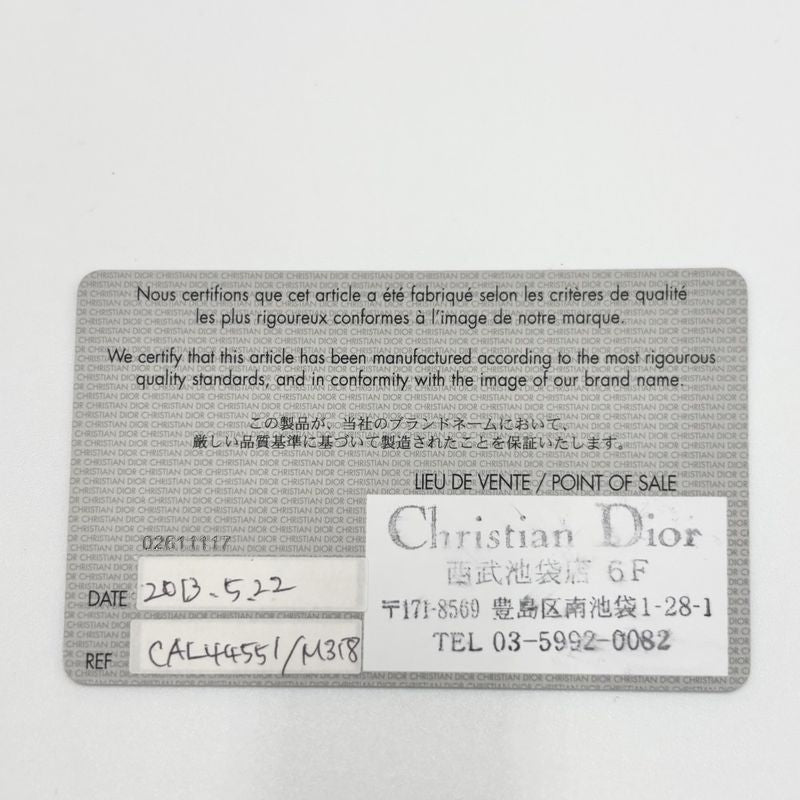 Nous certifions que cet article a été fabriqué selon les critères de qualité
les plus rigoureux conformes à l'image de notre marque.
We certify that this article has been manufactured according to the most rigourous
quality standards, and in conformity with the image of our brand name.
この製品が、当社のブランドネームにおいて、
厳しい品質基準に基づいて製造されたことを保証いたします。
LIEU DE VENTE / POINT OF SALE
Christian Dior
西武池袋店 6F
〒171-8569 豊島区南池袋1-28-1
TEL 03-5992-0082
02611117
DATE 2013.5.22
REF CAL44551/M318